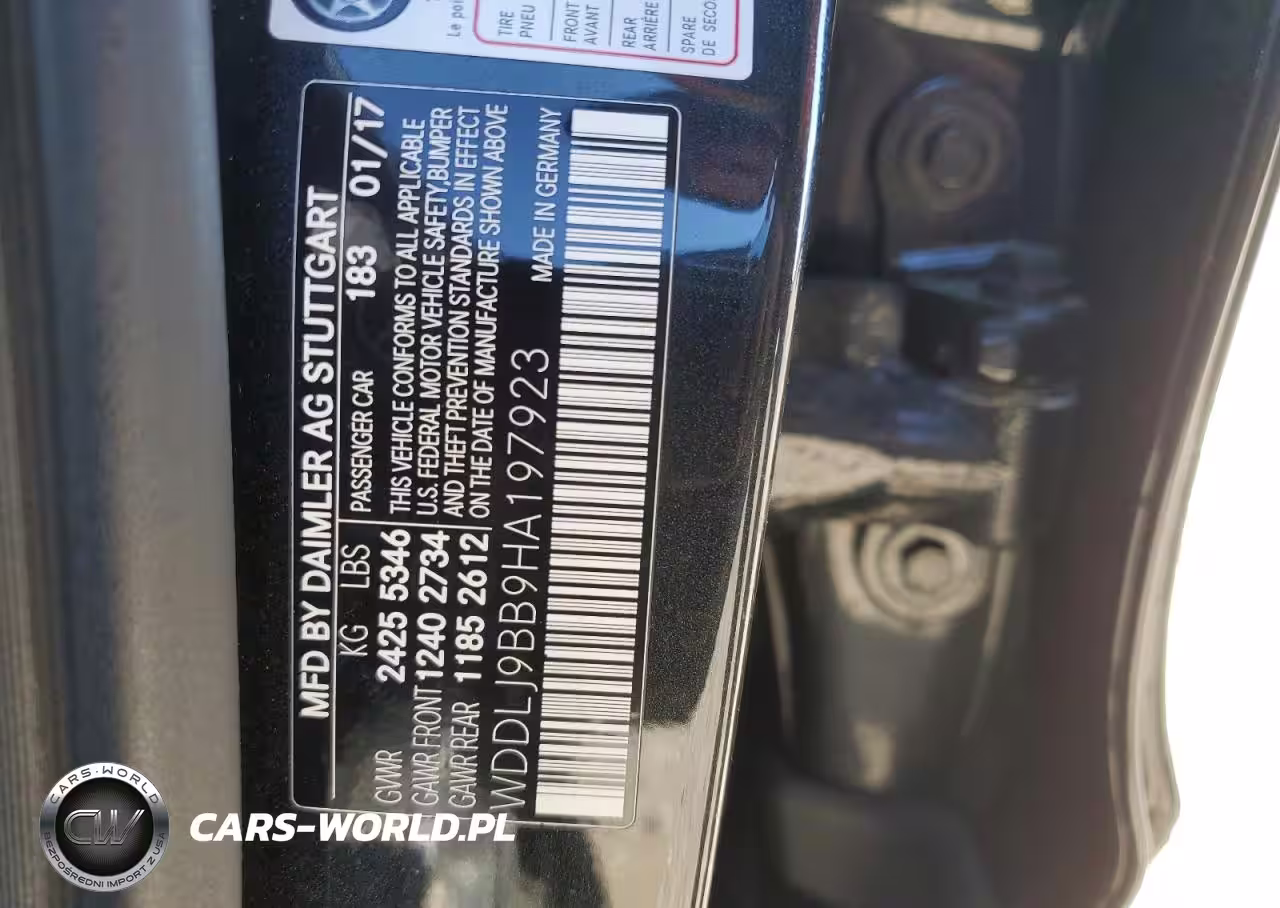 Le poi
TIRE
PNEU
FRONT
AVANT
REAR
ARRIÈRE
SPARE
DE SECO
MFD BY DAIMLER AG STUTTGART
KG LBS PASSENGER CAR 183 01/17
GVWR 2425 5346
GAWR FRONT 1240 2734
GAWR REAR 1185 2612
THIS VEHICLE CONFORMS TO ALL APPLICABLE
U.S. FEDERAL MOTOR VEHICLE SAFETY,BUMPER
AND THEFT PREVENTION STANDARDS IN EFFECT
ON THE DATE OF MANUFACTURE SHOWN ABOVE
WDDLJ9BB9HA197923 MADE IN GERMANY
CARS-WORLD
CW
BEZPOŚREDNI IMPORT Z USA
CARS-WORLD.PL